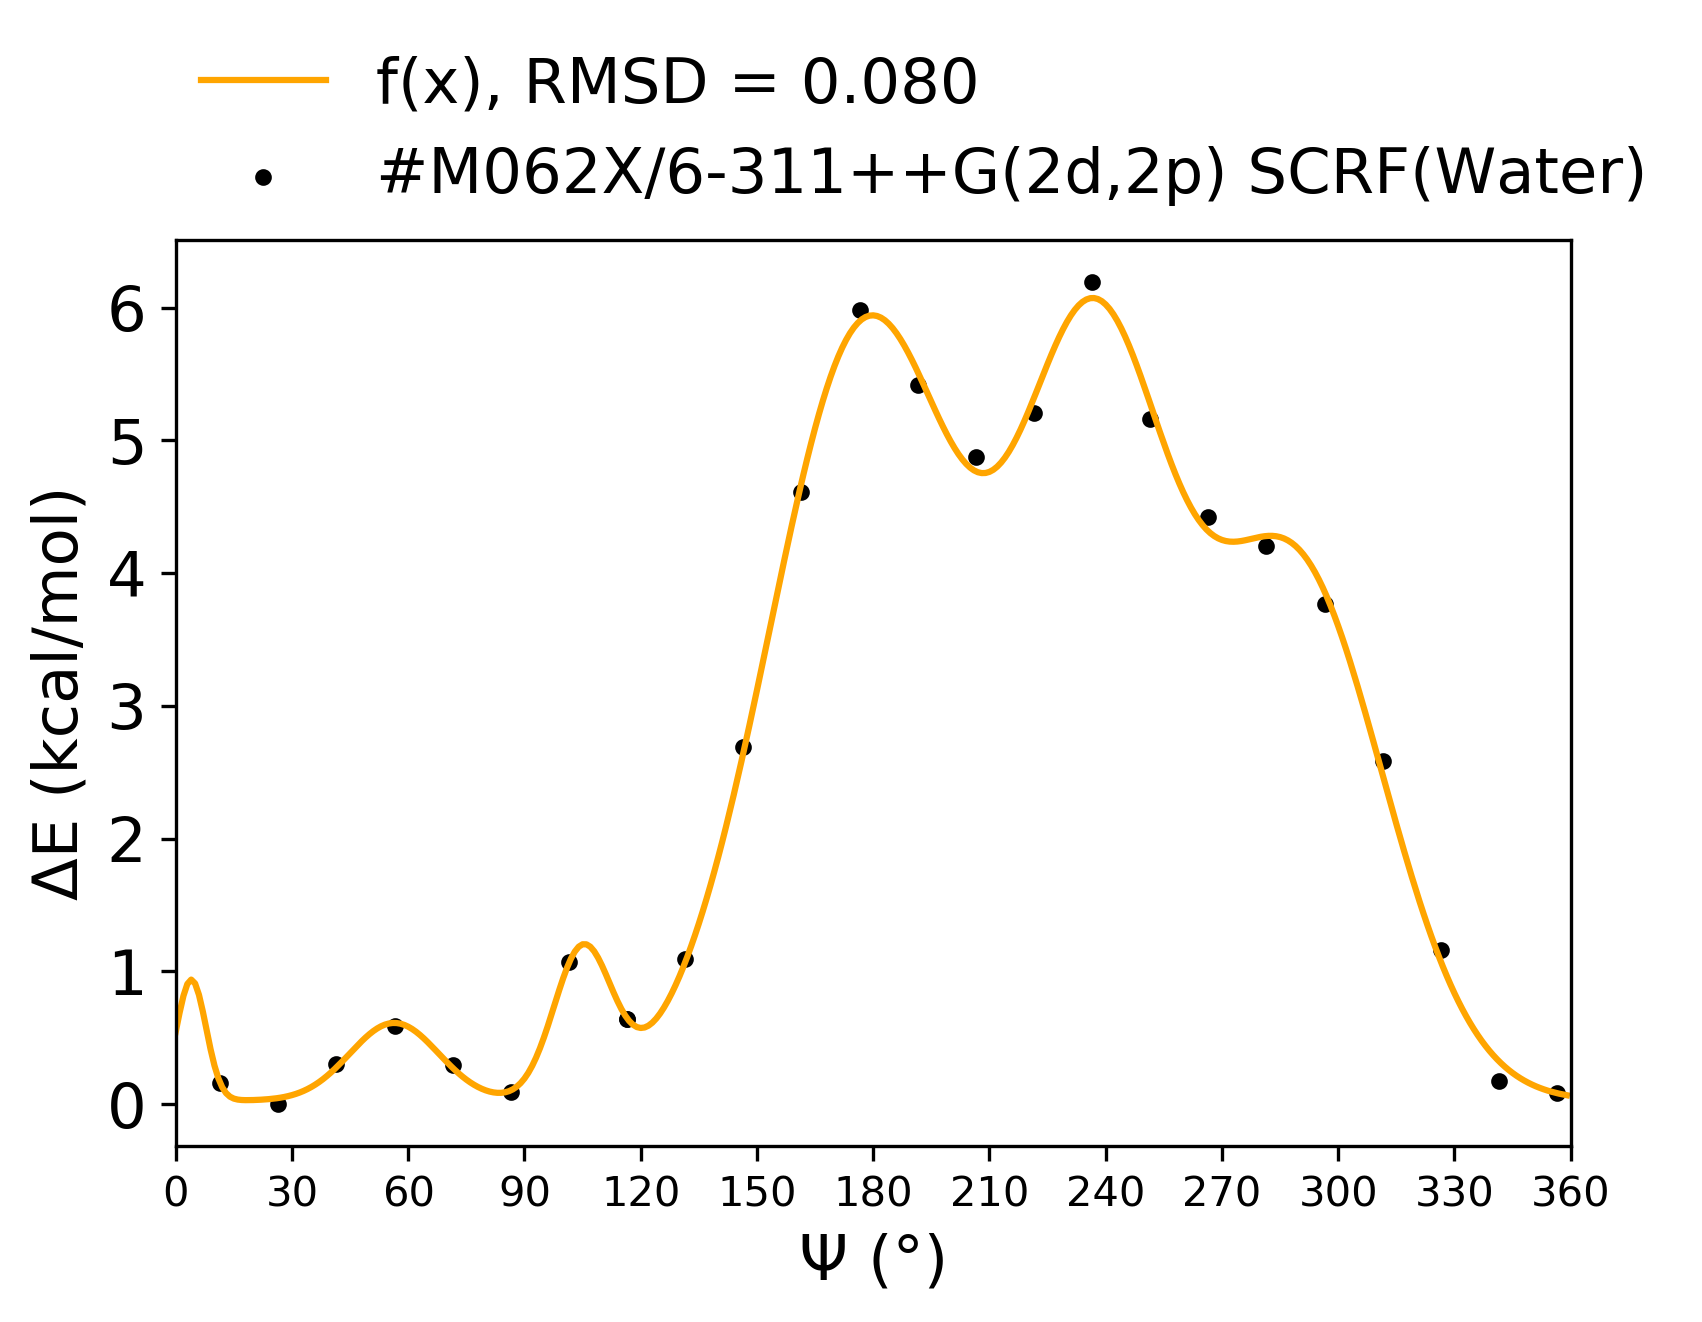 f(x), RMSD = 0.080
#M062X/6-311++G(2d,2p) SCRF(Water)
6
5
4
3
2
1
0
ΔE (kcal/mol)
0 30 60 90 120 150 180 210 240 270 300 330 360
Ψ (°)